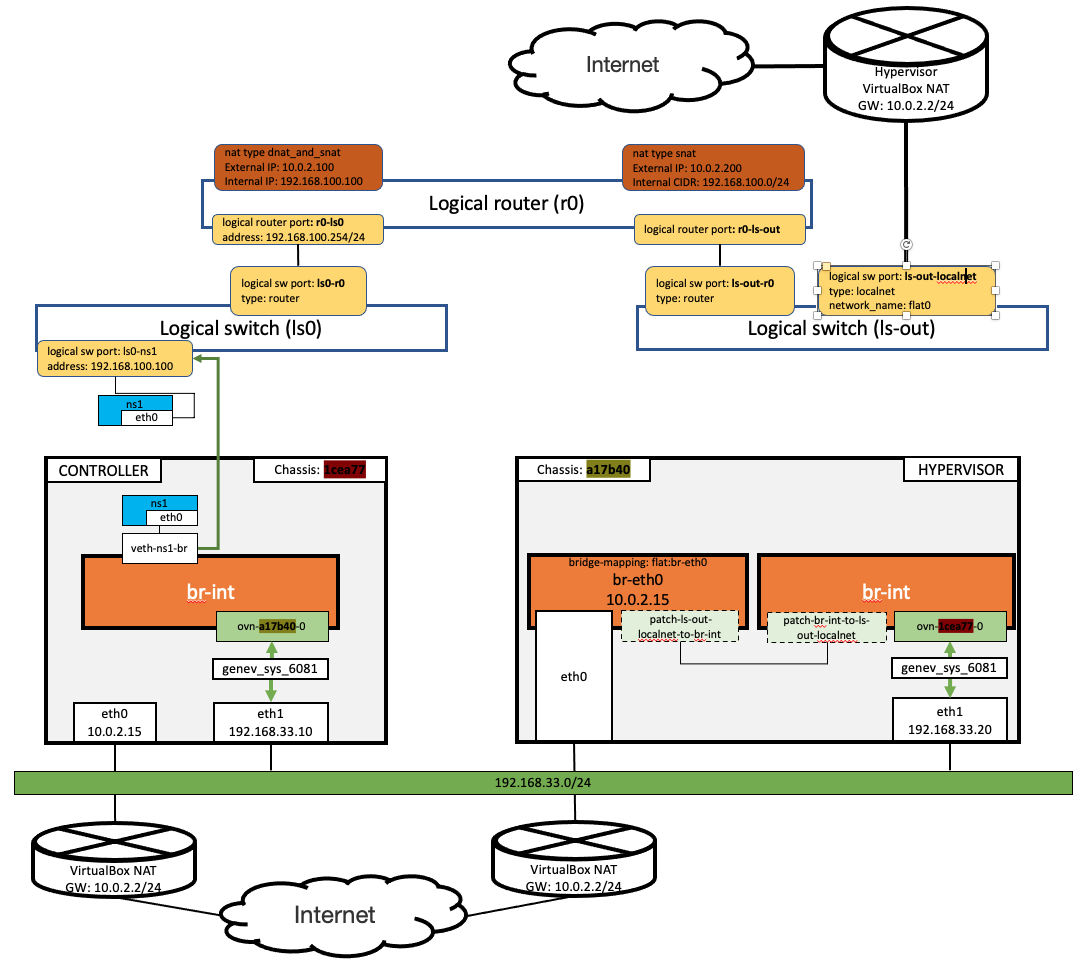 Internet
Hypervisor
VirtualBox NAT
GW: 10.0.2.2/24
nat type dnat_and_snat
External IP: 10.0.2.100
Internal IP: 192.168.100.100
nat type snat
External IP: 10.0.2.200
Internal CIDR: 192.168.100.0/24
Logical router (r0)
logical router port: r0-ls0
address: 192.168.100.254/24
logical router port: r0-ls-out
logical sw port: ls0-r0
type: router
logical sw port: ls-out-r0
type: router
logical sw port: ls-out-localnet
type: localnet
network_name: flat0
Logical switch (ls0)
Logical switch (ls-out)
logical sw port: ls0-ns1
address: 192.168.100.100
ns1
eth0
CONTROLLER
Chassis: 1cea77
ns1
eth0
veth-ns1-br
br-int
ovn-a17b40-0
genev_sys_6081
eth0
10.0.2.15
eth1
192.168.33.10
Chassis: a17b40
HYPERVISOR
bridge-mapping: flat:br-eth0
br-eth0
10.0.2.15
br-int
patch-ls-out-
localnet-to-br-int
patch-br-int-to-ls-
out-localnet
ovn-1cea77-0
eth0
genev_sys_6081
eth1
192.168.33.20
192.168.33.0/24
VirtualBox NAT
GW: 10.0.2.2/24
VirtualBox NAT
GW: 10.0.2.2/24
Internet